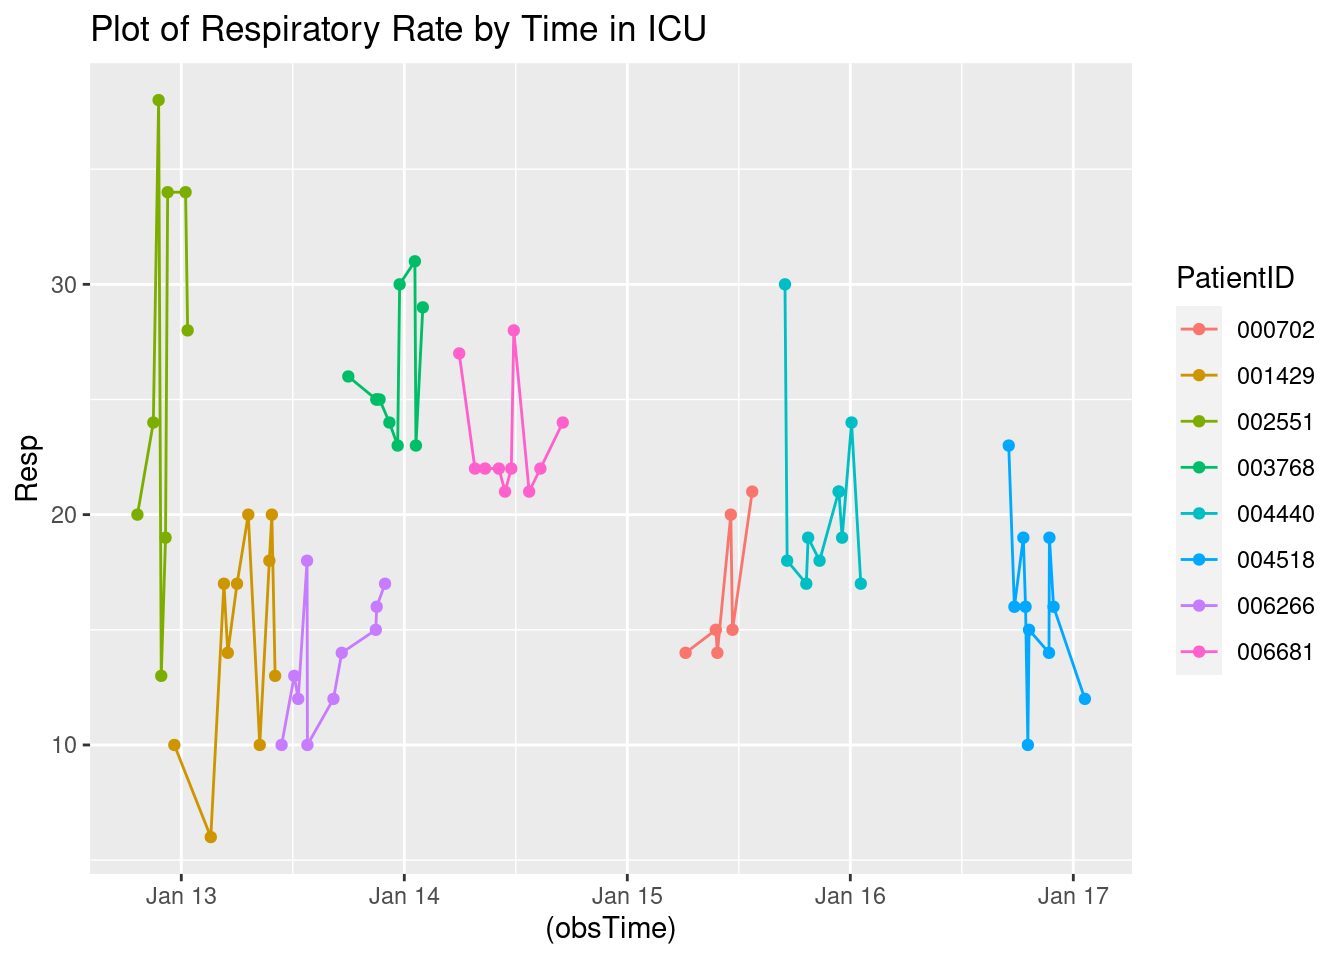 Plot of Respiratory Rate by Time in ICU
30
20
10
Resp
Jan 13
Jan 14
Jan 15
Jan 16
Jan 17
(obsTime)
PatientID
000702
001429
002551
003768
004440
004518
006266
006681